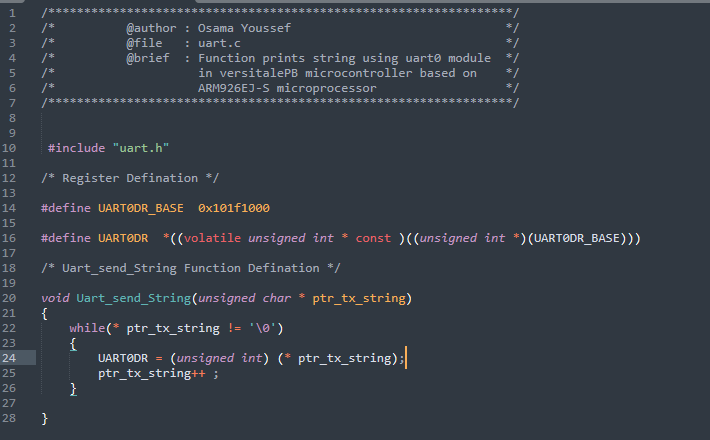 1 /*****************************************************************/
2 /*          @author : Osama Youssef                              */
3 /*          @file   : uart.c                                     */
4 /*          @brief  : Function prints string using uart0 module  */
5 /*                    in versitalePB microcontroller based on    */
6 /*                    ARM926EJ-S microprocessor                  */
7 /*****************************************************************/
8
9
10 #include "uart.h"
11
12 /* Register Defination */
13
14 #define UART0DR_BASE  0x101f1000
15
16 #define UART0DR  *((volatile unsigned int * const )((unsigned int *)(UART0DR_BASE)))
17
18 /* Uart_send_String Function Defination */
19
20 void Uart_send_String(unsigned char * ptr_tx_string)
21 {
22     while(* ptr_tx_string != '\0')
23     {
24         UART0DR = (unsigned int) (* ptr_tx_string);
25         ptr_tx_string++ ;
26     }
27
28 }